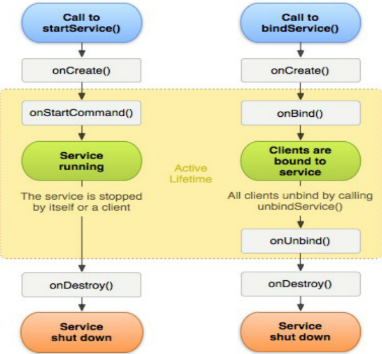 Call to
startService()
onCreate()
onStartCommand()
Service
running
The service is stopped
by itself or a client
onDestroy()
Service
shut down
Active
Lifetime
Call to
bindService()
onCreate()
onBind()
Clients are
bound to
service
All clients unbind by calling
unbindService()
onUnbind()
onDestroy()
Service
shut down